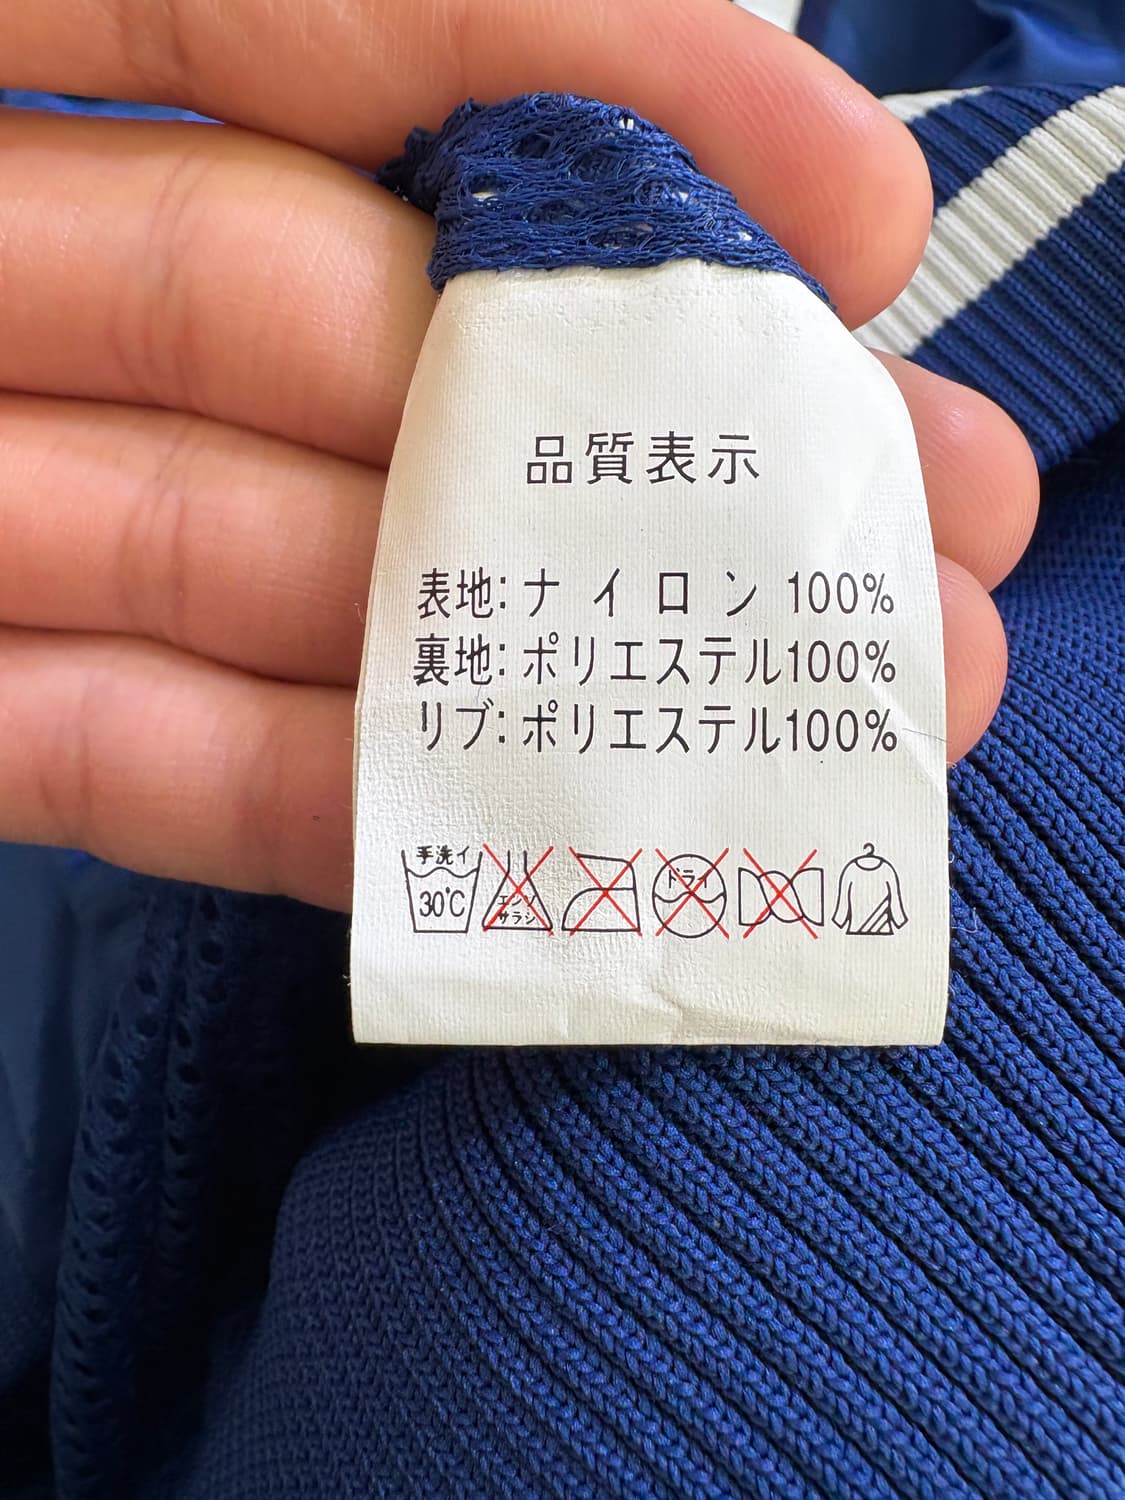 品質表示
表地:ナイロン 100%
裏地:ポリエステル100%
リブ:ポリエステル100%
手洗イ
30℃
エンソ
サラシ
ドライ